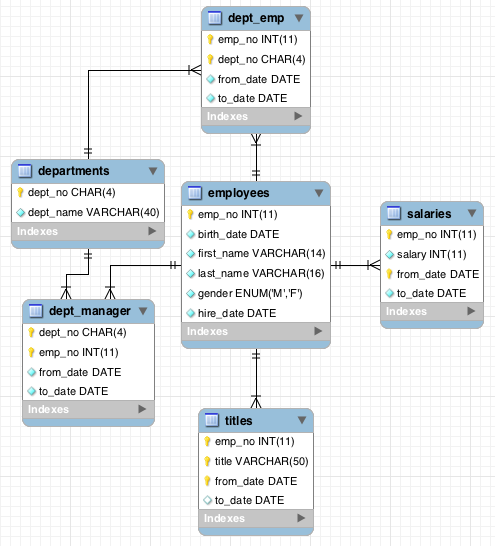 dept_emp
emp_no INT(11)
dept_no CHAR(4)
from_date DATE
to_date DATE
Indexes
departments
dept_no CHAR(4)
dept_name VARCHAR(40)
Indexes
employees
emp_no INT(11)
birth_date DATE
first_name VARCHAR(14)
last_name VARCHAR(16)
gender ENUM('M','F')
hire_date DATE
Indexes
salaries
emp_no INT(11)
salary INT(11)
from_date DATE
to_date DATE
Indexes
dept_manager
dept_no CHAR(4)
emp_no INT(11)
from_date DATE
to_date DATE
Indexes
titles
emp_no INT(11)
title VARCHAR(50)
from_date DATE
to_date DATE
Indexes